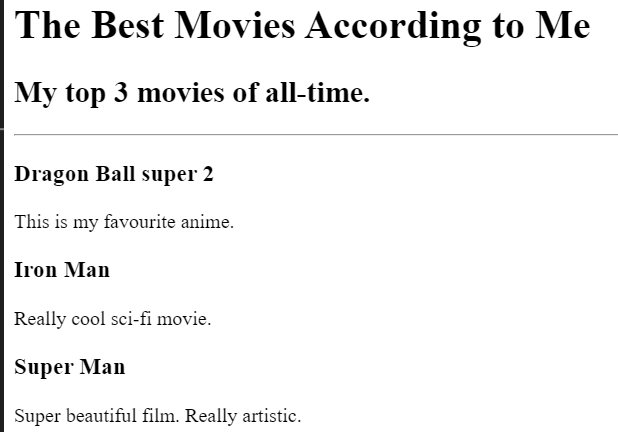 The Best Movies According to Me
My top 3 movies of all-time.
Dragon Ball super 2
This is my favourite anime.
Iron Man
Really cool sci-fi movie.
Super Man
Super beautiful film. Really artistic.